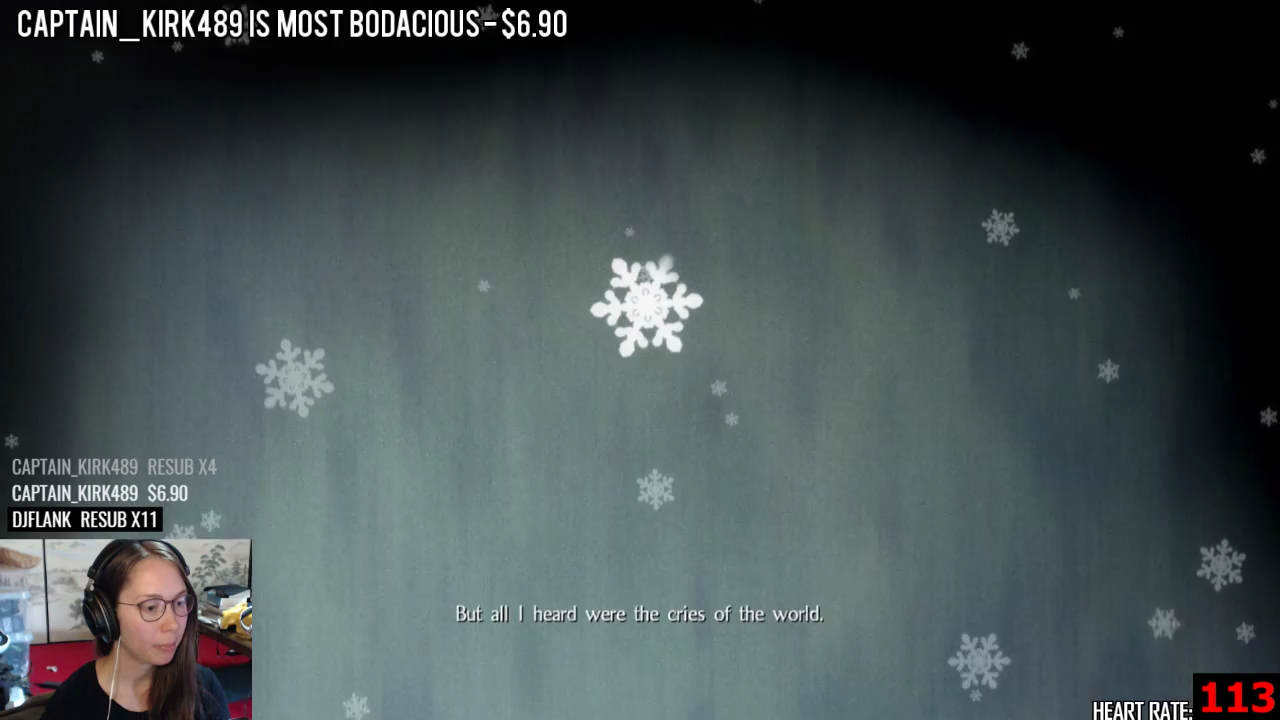 CAPTAIN_KIRK489 IS MOST BODACIOUS - $6.90
CAPTAIN_KIRK489 RESUB X4
CAPTAIN_KIRK489 $6.90
DJFLANK RESUB X11
But all I heard were the cries of the world.
HEART RATE: 113